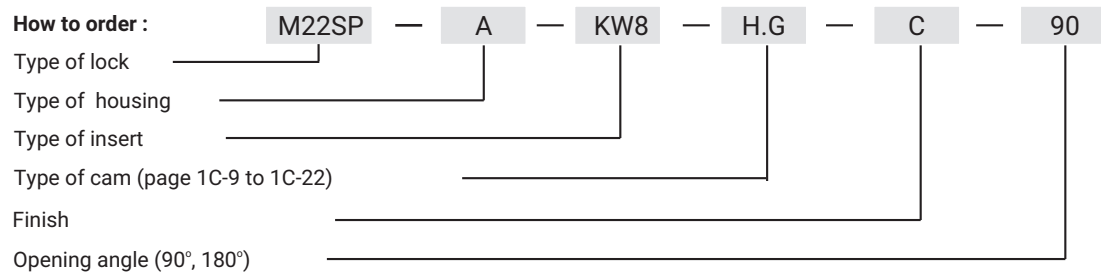 How to order : M22SP — A — KW8 — H.G — C — 90
Type of lock
Type of housing
Type of insert
Type of cam (page 1C-9 to 1C-22)
Finish
Opening angle (90°, 180°)